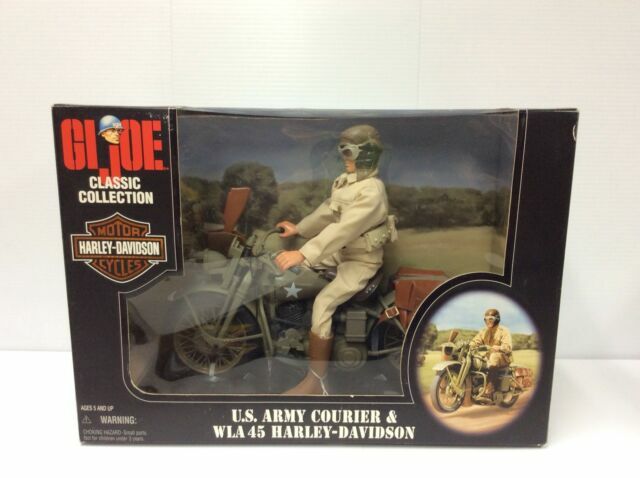 GI JOE
CLASSIC
COLLECTION
MOTOR
HARLEY-DAVIDSON
CYCLES
AGES 5 AND UP
WARNING:
CHOKING HAZARD-Small parts.
Not for children under 3 years.
U.S. ARMY COURIER &
WLA 45 HARLEY-DAVIDSON